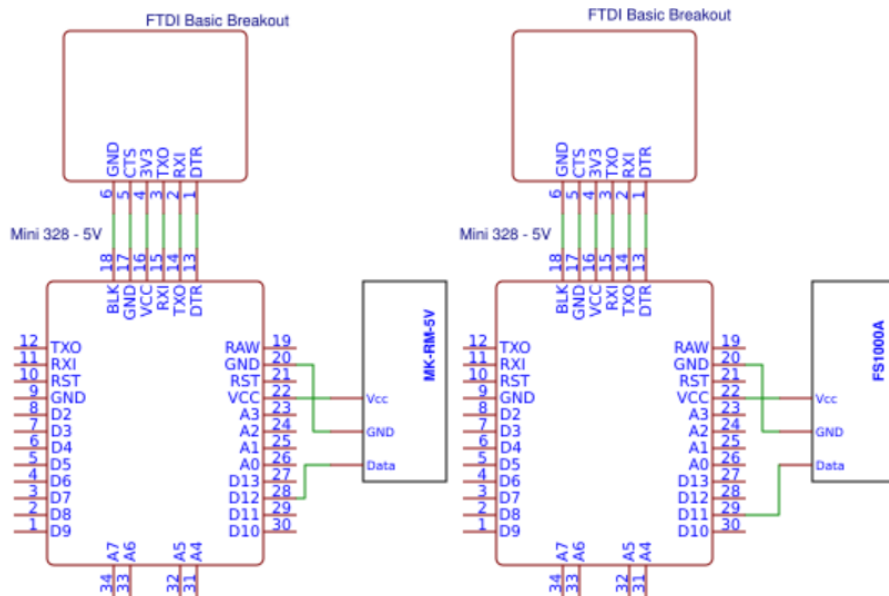 FTDI Basic Breakout
GND CTS 3V3 TXO RXI DTR
6 5 4 3 2 1
Mini 328 - 5V
18 17 16 15 14 13
BLK GND VCC RXI TXO DTR
12 TXO RAW 19
11 RXI GND 20
10 RST RST 21
9 GND VCC 22
8 D2 A3 23
7 D3 A2 24
6 D4 A1 25
5 D5 A0 26
4 D6 D13 27
3 D7 D12 28
2 D8 D11 29
1 D9 D10 30
A7 A6 A5 A4
34 33 32 31
MK-RM-5V
Vcc
GND
Data
FTDI Basic Breakout
GND CTS 3V3 TXO RXI DTR
6 5 4 3 2 1
Mini 328 - 5V
18 17 16 15 14 13
BLK GND VCC RXI TXO DTR
12 TXO RAW 19
11 RXI GND 20
10 RST RST 21
9 GND VCC 22
8 D2 A3 23
7 D3 A2 24
6 D4 A1 25
5 D5 A0 26
4 D6 D13 27
3 D7 D12 28
2 D8 D11 29
1 D9 D10 30
A7 A6 A5 A4
34 33 32 31
FS1000A
Vcc
GND
Data